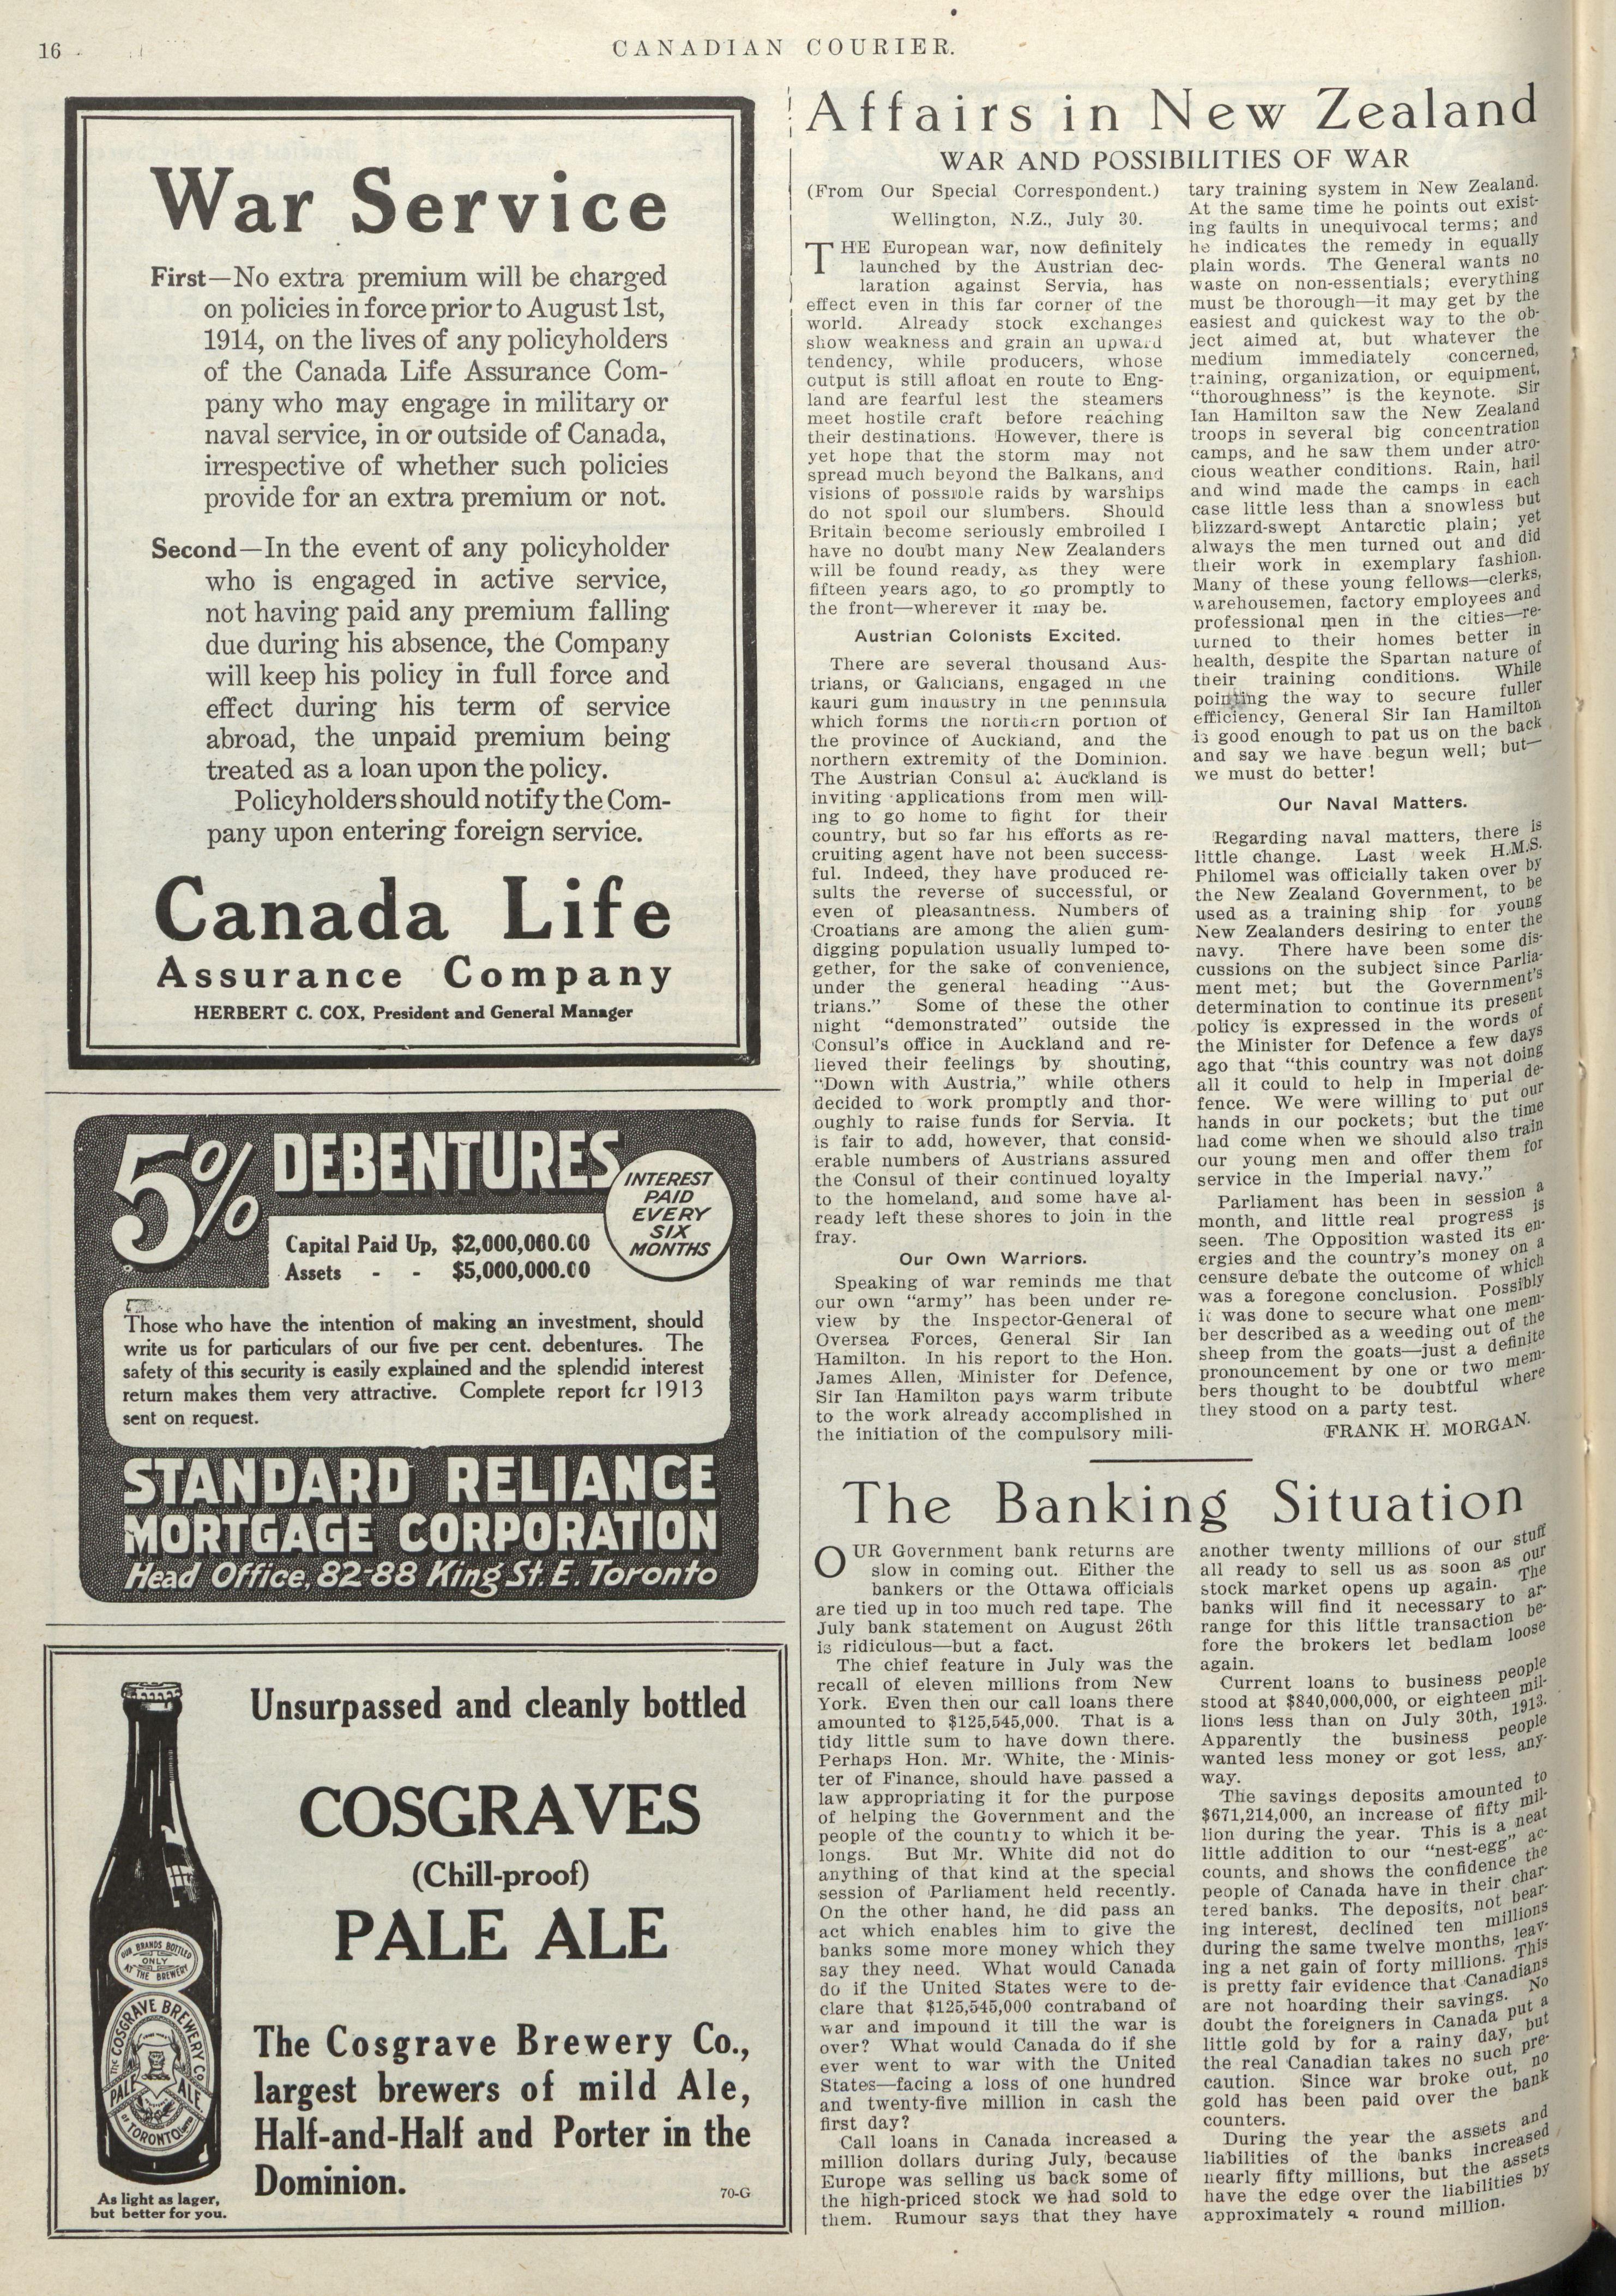 16
CANADIAN COURIER.
War Service
First—No extra premium will be charged
on policies in force prior to August 1st,
1914, on the lives of any policyholders
of the Canada Life Assurance Com-
pany who may engage in military or
naval service, in or outside of Canada,
irrespective of whether such policies
provide for an extra premium or not.
Second—In the event of any policyholder
who is engaged in active service,
not having paid any premium falling
due during his absence, the Company
will keep his policy in full force and
effect during his term of service
abroad, the unpaid premium being
treated as a loan upon the policy.
Policyholders should notify the Com-
pany upon entering foreign service.
Canada Life
Assurance Company
HERBERT C. COX, President and General Manager
5% DEBENTURES
INTEREST
PAID
EVERY
SIX
MONTHS
Capital Paid Up, $2,000,000.00
Assets - - $5,000,000.00
Those who have the intention of making an investment, should
write us for particulars of our five per cent. debentures. The
safety of this security is easily explained and the splendid interest
return makes them very attractive. Complete report for 1913
sent on request.
STANDARD RELIANCE
MORTGAGE CORPORATION
Head Office, 82-88 King St. E. Toronto
Unsurpassed and cleanly bottled
COSGRAVES
(Chill-proof)
PALE ALE
The Cosgrave Brewery Co.,
largest brewers of mild Ale,
Half-and-Half and Porter in the
Dominion.
70-G
OUR BRANDS BOTTLED
ONLY
AT THE BREWERY
THE COSGRAVE BREWERY CO
PALE ALE
OF TORONTO
As light as lager,
but better for you.
Affairs in New Zealand
WAR AND POSSIBILITIES OF WAR
(From Our Special Correspondent.)
Wellington, N.Z., July 30.
THE European war, now definitely
launched by the Austrian dec-
laration against Servia, has
effect even in this far corner of the
world. Already stock exchanges
show weakness and grain an upward
tendency, while producers, whose
output is still afloat en route to Eng-
land are fearful lest the steamers
meet hostile craft before reaching
their destinations. However, there is
yet hope that the storm may not
spread much beyond the Balkans, and
visions of possible raids by warships
do not spoil our slumbers. Should
Britain become seriously embroiled I
have no doubt many New Zealanders
will be found ready, as they were
fifteen years ago, to go promptly to
the front—wherever it may be.
Austrian Colonists Excited.
There are several thousand Aus-
trians, or Galicians, engaged in the
kauri gum industry in the peninsula
which forms the northern portion of
the province of Auckland, and the
northern extremity of the Dominion.
The Austrian Consul at Auckland is
inviting applications from men will-
ing to go home to fight for their
country, but so far his efforts as re-
cruiting agent have not been success-
ful. Indeed, they have produced re-
sults the reverse of successful, or
even of pleasantness. Numbers of
Croatians are among the alien gum-
digging population usually lumped to-
gether, for the sake of convenience,
under the general heading "Aus-
trians." Some of these the other
night "demonstrated" outside the
Consul's office in Auckland and re-
lieved their feelings by shouting,
"Down with Austria," while others
decided to work promptly and thor-
oughly to raise funds for Servia. It
is fair to add, however, that consid-
erable numbers of Austrians assured
the Consul of their continued loyalty
to the homeland, and some have al-
ready left these shores to join in the
fray.
Our Own Warriors.
Speaking of war reminds me that
our own "army" has been under re-
view by the Inspector-General of
Oversea Forces, General Sir Ian
Hamilton. In his report to the Hon.
James Allen, Minister for Defence,
Sir Ian Hamilton pays warm tribute
to the work already accomplished in
the initiation of the compulsory mili-
tary training system in New Zealand.
At the same time he points out exist-
ing faults in unequivocal terms; and
he indicates the remedy in equally
plain words. The General wants no
waste on non-essentials; everything
must be thorough—it may get by the
easiest and quickest way to the ob-
ject aimed at, but whatever the
medium immediately concerned,
training, organization, or equipment,
"thoroughness" is the keynote. Sir
Ian Hamilton saw the New Zealand
troops in several big concentration
camps, and he saw them under atro-
cious weather conditions. Rain, hail
and wind made the camps in each
case little less than a snowless but
blizzard-swept Antarctic plain; yet
always the men turned out and did
their work in exemplary fashion.
Many of these young fellows—clerks,
warehousemen, factory employees and
professional men in the cities—re-
turned to their homes better in
health, despite the Spartan nature of
their training conditions. While
pointing the way to secure fuller
efficiency, General Sir Ian Hamilton
is good enough to pat us on the back
and say we have begun well; but—
we must do better!
Our Naval Matters.
Regarding naval matters, there is
little change. Last week H.M.S.
Philomel was officially taken over by
the New Zealand Government, to be
used as a training ship for young
New Zealanders desiring to enter the
navy. There have been some dis-
cussions on the subject since Parlia-
ment met; but the Government's
determination to continue its present
policy is expressed in the words of
the Minister for Defence a few days
ago that "this country was not doing
all it could to help in Imperial de-
fence. We were willing to put our
hands in our pockets; but the time
had come when we should also train
our young men and offer them for
service in the Imperial navy."
Parliament has been in session a
month, and little real progress is
seen. The Opposition wasted its en-
ergies and the country's money on a
censure debate the outcome of which
was a foregone conclusion. Possibly
it was done to secure what one mem-
ber described as a weeding out of the
sheep from the goats—just a definite
pronouncement by one or two mem-
bers thought to be doubtful where
they stood on a party test.
FRANK H. MORGAN.
The Banking Situation
OUR Government bank returns are
slow in coming out. Either the
bankers or the Ottawa officials
are tied up in too much red tape. The
July bank statement on August 26th
is ridiculous—but a fact.
The chief feature in July was the
recall of eleven millions from New
York. Even then our call loans there
amounted to $125,545,000. That is a
tidy little sum to have down there.
Perhaps Hon. Mr. White, the Minis-
ter of Finance, should have passed a
law appropriating it for the purpose
of helping the Government and the
people of the country to which it be-
longs. But Mr. White did not do
anything of that kind at the special
session of Parliament held recently.
On the other hand, he did pass an
act which enables him to give the
banks some more money which they
say they need. What would Canada
do if the United States were to de-
clare that $125,545,000 contraband of
war and impound it till the war is
over? What would Canada do if she
ever went to war with the United
States—facing a loss of one hundred
and twenty-five million in cash the
first day?
Call loans in Canada increased a
million dollars during July, because
Europe was selling us back some of
the high-priced stock we had sold to
them. Rumour says that they have
another twenty millions of our stuff
all ready to sell us as soon as our
stock market opens up again. The
banks will find it necessary to ar-
range for this little transaction be-
fore the brokers let bedlam loose
again.
Current loans to business people
stood at $840,000,000, or eighteen mil-
lions less than on July 30th, 1913.
Apparently the business people
wanted less money or got less, any-
way.
The savings deposits amounted to
$671,214,000, an increase of fifty mil-
lion during the year. This is a neat
little addition to our "nest-egg" ac-
counts, and shows the confidence the
people of Canada have in their char-
tered banks. The deposits, not bear-
ing interest, declined ten millions
during the same twelve months, leav-
ing a net gain of forty millions. This
is pretty fair evidence that Canadians
are not hoarding their savings. No
doubt the foreigners in Canada put a
little gold by for a rainy day, but
the real Canadian takes no such pre-
caution. Since war broke out, no
gold has been paid over the bank
counters.
During the year the assets and
liabilities of the banks increased
nearly fifty millions, but the assets
have the edge over the liabilities by
approximately a round million.